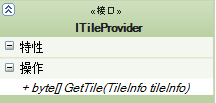 «接口»
ITileProvider
特性
操作
+ byte[] GetTile(TileInfo tileInfo)